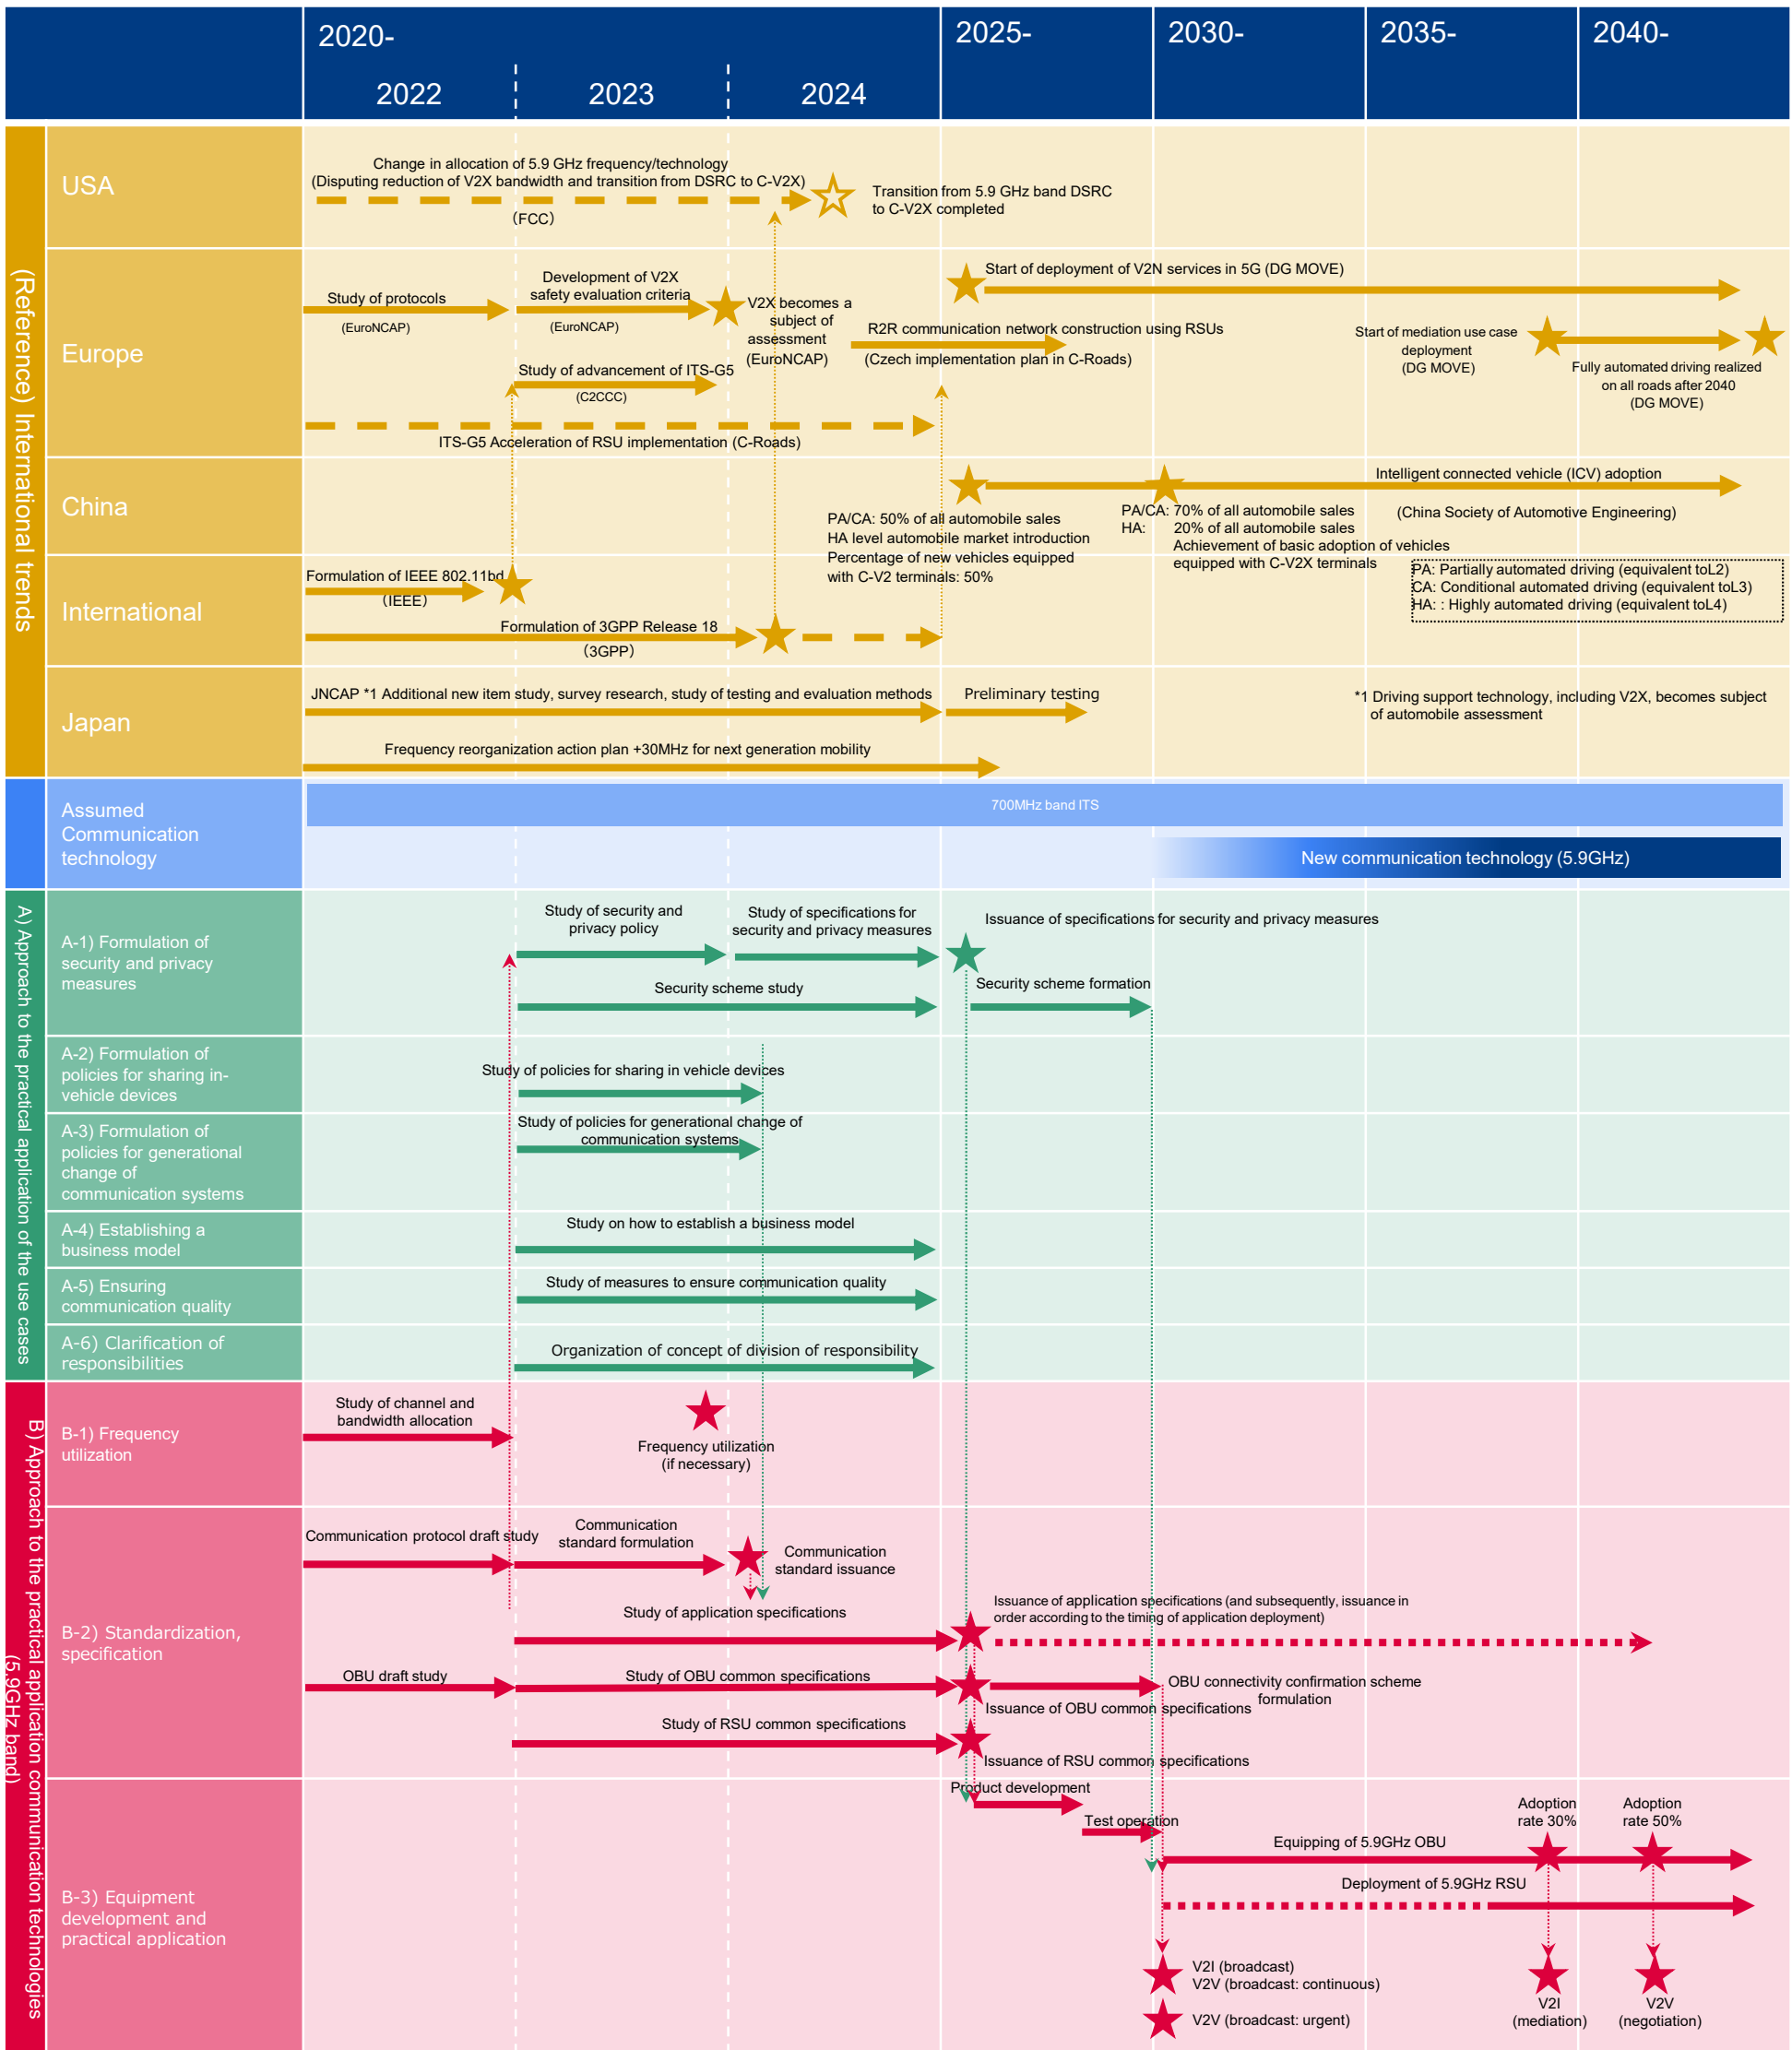 2020-
2025-
2030-
2035-
2040-
2022
2023
2024
(Reference) International trends
USA
Change in allocation of 5.9 GHz frequency/technology
(Disputing reduction of V2X bandwidth and transition from DSRC to C-V2X)
(FCC)
Transition from 5.9 GHz band DSRC
to C-V2X completed
Europe
Study of protocols
(EuroNCAP)
Development of V2X
safety evaluation criteria
(EuroNCAP)
V2X becomes a
subject of
assessment
(EuroNCAP)
Start of deployment of V2N services in 5G (DG MOVE)
R2R communication network construction using RSUs
(Czech implementation plan in C-Roads)
Start of mediation use case
deployment
(DG MOVE)
Fully automated driving realized
on all roads after 2040
(DG MOVE)
Study of advancement of ITS-G5
(C2CCC)
ITS-G5 Acceleration of RSU implementation (C-Roads)
China
Intelligent connected vehicle (ICV) adoption
(China Society of Automotive Engineering)
PA/CA: 50% of all automobile sales
HA level automobile market introduction
Percentage of new vehicles equipped
with C-V2 terminals: 50%
PA/CA: 70% of all automobile sales
HA: 20% of all automobile sales
Achievement of basic adoption of vehicles
equipped with C-V2X terminals
PA: Partially automated driving (equivalent toL2)
CA: Conditional automated driving (equivalent toL3)
HA: : Highly automated driving (equivalent toL4)
International
Formulation of IEEE 802.11bd
(IEEE)
Formulation of 3GPP Release 18
(3GPP)
Japan
JNCAP *1 Additional new item study, survey research, study of testing and evaluation methods
Preliminary testing
*1 Driving support technology, including V2X, becomes subject
of automobile assessment
Frequency reorganization action plan +30MHz for next generation mobility
Assumed
Communication
technology
700MHz band ITS
New communication technology (5.9GHz)
A) Approach to the practical application of the use cases
A-1) Formulation of
security and privacy
measures
Study of security and
privacy policy
Study of specifications for
security and privacy measures
Issuance of specifications for security and privacy measures
Security scheme study
Security scheme formation
A-2) Formulation of
policies for sharing in-
vehicle devices
Study of policies for sharing in vehicle devices
A-3) Formulation of
policies for generational
change of
communication systems
Study of policies for generational change of
communication systems
A-4) Establishing a
business model
Study on how to establish a business model
A-5) Ensuring
communication quality
Study of measures to ensure communication quality
A-6) Clarification of
responsibilities
Organization of concept of division of responsibility
B) Approach to the practical application communication technologies
(5.9GHz band)
B-1) Frequency
utilization
Study of channel and
bandwidth allocation
Frequency utilization
(if necessary)
B-2) Standardization,
specification
Communication protocol draft study
Communication
standard formulation
Communication
standard issuance
Study of application specifications
Issuance of application specifications (and subsequently, issuance in
order according to the timing of application deployment)
OBU draft study
Study of OBU common specifications
OBU connectivity confirmation scheme
formulation
Issuance of OBU common specifications
Study of RSU common specifications
Issuance of RSU common specifications
B-3) Equipment
development and
practical application
Product development
Test operation
Equipping of 5.9GHz OBU
Adoption
rate 30%
Adoption
rate 50%
Deployment of 5.9GHz RSU
V2I (broadcast)
V2V (broadcast: continuous)
V2V (broadcast: urgent)
V2I
(mediation)
V2V
(negotiation)